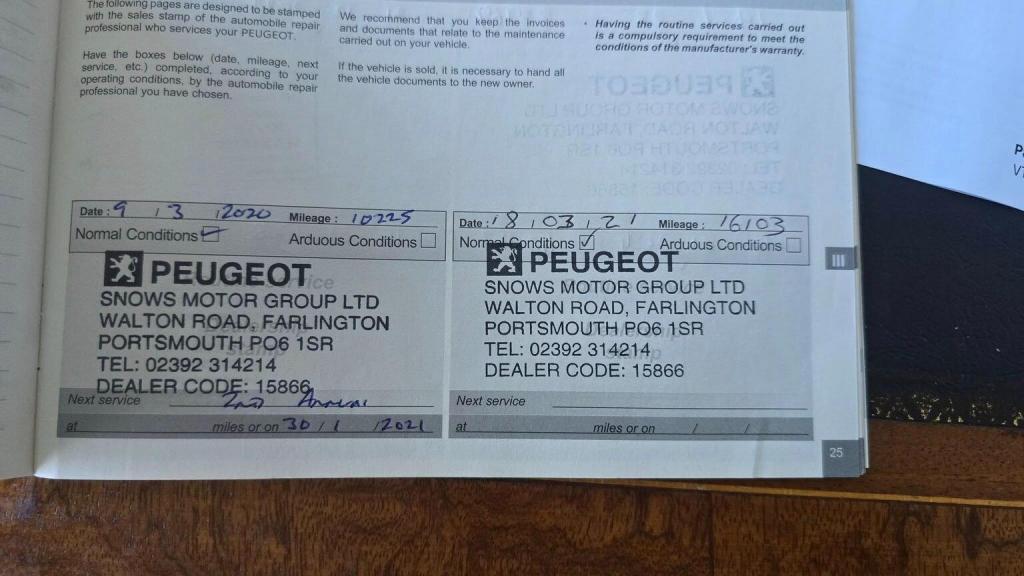 The following pages are designed to be stamped
with the sales stamp of the automobile repair
professional who services your PEUGEOT.
Have the boxes below (date, mileage, next
service, etc.) completed, according to your
operating conditions, by the automobile repair
professional you have chosen.
We recommend that you keep the invoices
and documents that relate to the maintenance
carried out on your vehicle.
If the vehicle is sold, it is necessary to hand all
the vehicle documents to the new owner.
• Having the routine services carried out
is a compulsory requirement to meet the
conditions of the manufacturer's warranty.
Date : 9 / 3 / 2020 Mileage : 10225
Normal Conditions Arduous Conditions
PEUGEOT
SNOWS MOTOR GROUP LTD
WALTON ROAD, FARLINGTON
PORTSMOUTH PO6 1SR
TEL: 02392 314214
DEALER CODE: 15866
Next service 2nd Annual
at miles or on 30 / 1 / 2021
Date : 18 / 03 / 21 Mileage : 16103
Normal Conditions Arduous Conditions
PEUGEOT
SNOWS MOTOR GROUP LTD
WALTON ROAD, FARLINGTON
PORTSMOUTH PO6 1SR
TEL: 02392 314214
DEALER CODE: 15866
Next service
at miles or on / /
III
25